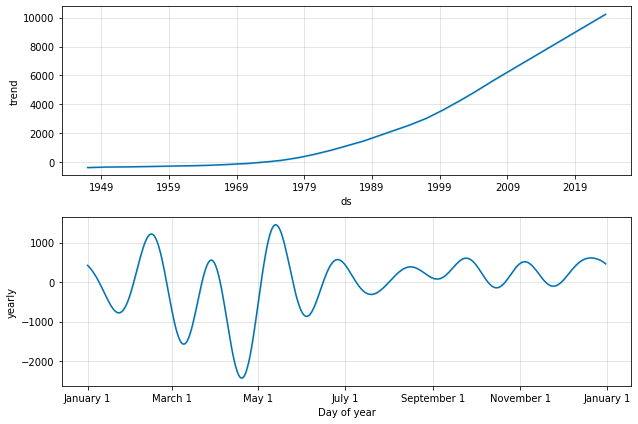 10000
8000
6000
4000
2000
0
trend
1949 1959 1969 1979 1989 1999 2009 2019
ds
1000
0
−1000
−2000
yearly
January 1 March 1 May 1 July 1 September 1 November 1 January 1
Day of year